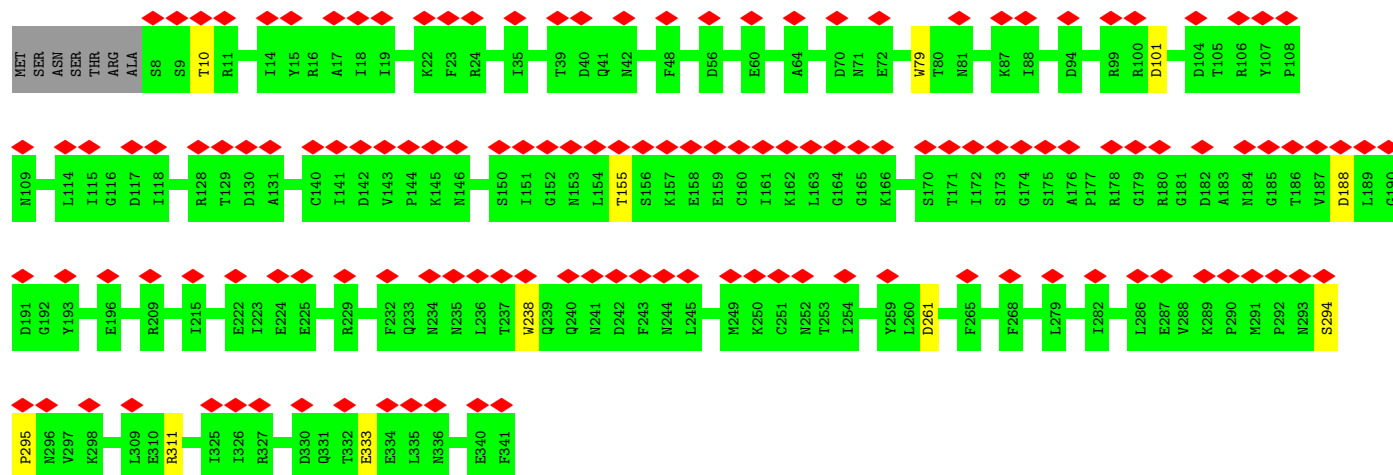 MET SER ASN SER THR ARG ALA S8 S9 T10 R11 I14 Y15 R16 A17 I18 I19 K22 F23 R24 I35 T39 D40 Q41 N42 F48 D56 E60 A64 D70 N71 E72 W79 T80 N81 K87 I88 D94 R99 R100 D101 D104 T105 R106 Y107 P108
N109 L114 I115 G116 D117 I118 R128 T129 D130 A131 C140 I141 D142 V143 P144 K145 N146 S150 I151 G152 N153 L154 T155 S156 K157 E158 E159 C160 I161 K162 L163 G164 G165 K166 S170 T171 I172 S173 G174 S175 A176 P177 R178 G179 R180 G181 D182 A183 N184 G185 T186 V187 D188 L189 G190
D191 G192 Y193 E196 R209 I215 E222 I223 E224 E225 R229 F232 Q233 N234 N235 L236 T237 W238 Q239 Q240 N241 D242 F243 N244 L245 M249 K250 C251 N252 T253 I254 Y259 L260 D261 F265 F268 L279 I282 L286 E287 V288 K289 P290 M291 P292 N293 S294
P295 N296 V297 K298 L309 E310 R311 I325 I326 R327 D330 Q331 T332 E333 E334 L335 N336 E340 F341